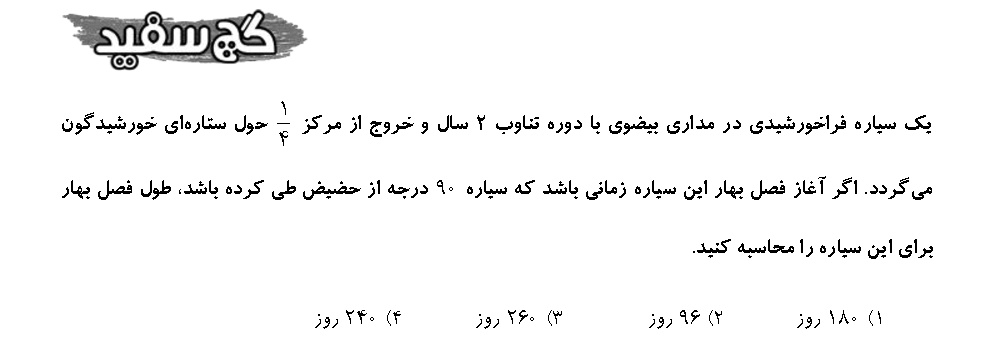 گچ سفید
یک سیاره فراخورشیدی در مداری بیضوی با دوره تناوب ۲ سال و خروج از مرکز ۱/۴ حول ستاره‌ای خورشیدگون
می‌گردد. اگر آغاز فصل بهار این سیاره زمانی باشد که سیاره ۹۰ درجه از حضیض طی کرده باشد، طول فصل بهار
برای این سیاره را محاسبه کنید.
۱) ۱۸۰ روز ۲) ۹۶ روز ۳) ۲۶۰ روز ۴) ۲۴۰ روز